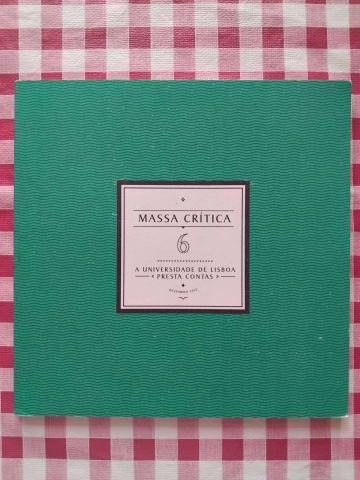 MASSA CRÍTICA
6
A UNIVERSIDADE DE LISBOA
PRESTA CONTAS